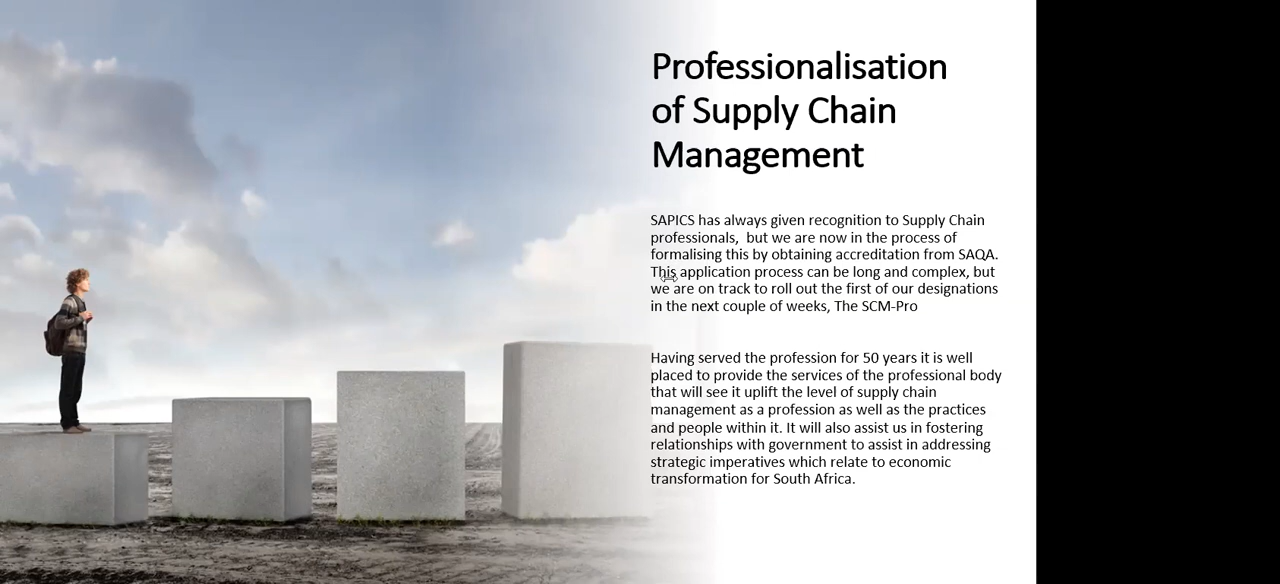 Professionalisation
of Supply Chain
Management
SAPICS has always given recognition to Supply Chain
professionals,  but we are now in the process of
formalising this by obtaining accreditation from SAQA.
This application process can be long and complex, but
we are on track to roll out the first of our designations
in the next couple of weeks, The SCM-Pro
Having served the profession for 50 years it is well
placed to provide the services of the professional body
that will see it uplift the level of supply chain
management as a profession as well as the practices
and people within it. It will also assist us in fostering
relationships with government to assist in addressing
strategic imperatives which relate to economic
transformation for South Africa.